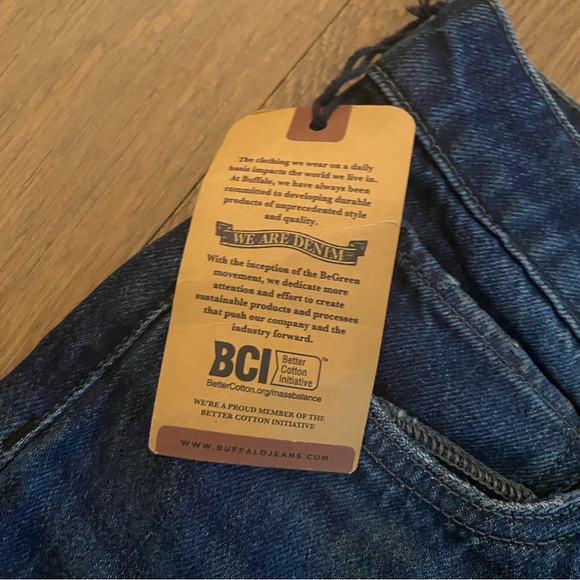 The clothing we wear on a daily
basis impacts the world we live in.
At Buffalo, we have always been
committed to developing durable
products of unprecedented style
and quality.
WE ARE DENIM
With the inception of the BeGreen
movement, we dedicate more
attention and effort to create
sustainable products and processes
that push our company and the
industry forward.
BCI Better
Cotton
Initiative™
BetterCotton.org/massbalance
WE'RE A PROUD MEMBER OF THE
BETTER COTTON INITIATIVE
WWW.BUFFALOJEANS.COM